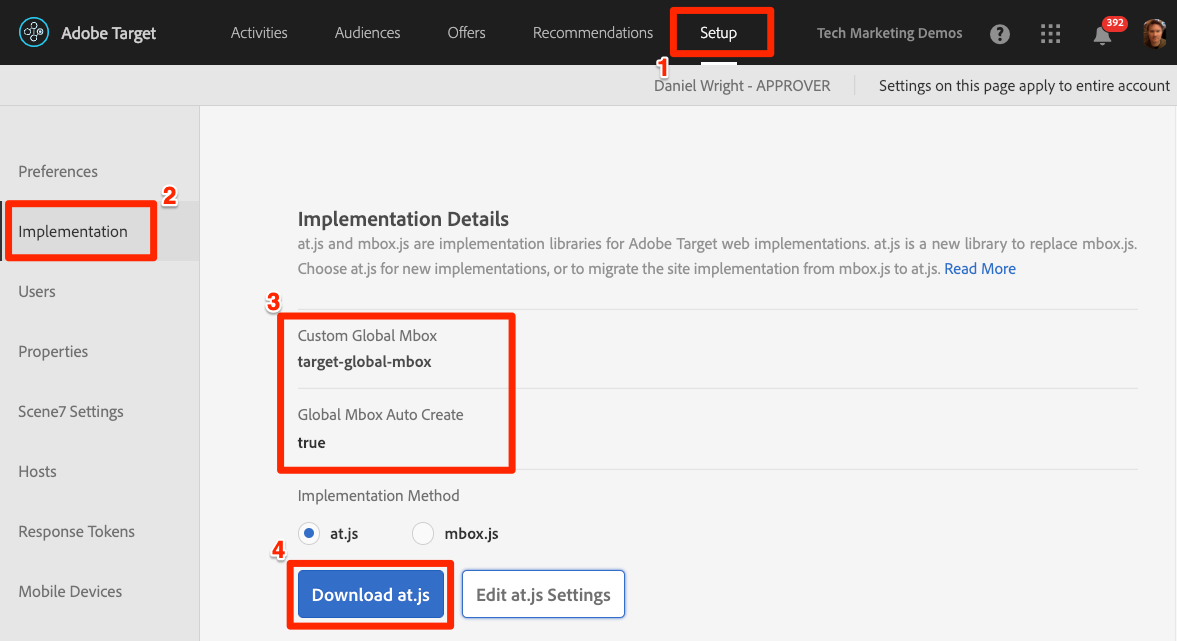 Adobe Target
Activities
Audiences
Offers
Recommendations
Setup
Tech Marketing Demos
?
392
1
Daniel Wright - APPROVER
Settings on this page apply to entire account
Preferences
2
Implementation
Users
Properties
Scene7 Settings
Hosts
Response Tokens
Mobile Devices
Implementation Details
at.js and mbox.js are implementation libraries for Adobe Target web implementations. at.js is a new library to replace mbox.js.
Choose at.js for new implementations, or to migrate the site implementation from mbox.js to at.js. Read More
3
Custom Global Mbox
target-global-mbox
Global Mbox Auto Create
true
Implementation Method
at.js
mbox.js
4
Download at.js
Edit at.js Settings